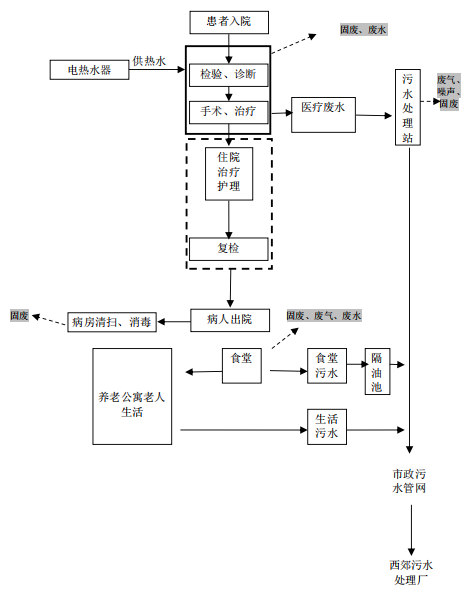 患者入院
固废、废水
供热水
电热水器
检验、诊断
污
水
处
理
站
废气、
噪声、
固废
手术、治疗
医疗废水
住院
治疗
护理
复检
固废
病房清扫、消毒
病人出院
固废、废气、废水
食堂
食堂
污水
隔
油
池
养老公寓老人
生活
生活
污水
市政污
水管网
西郊污水
处理厂